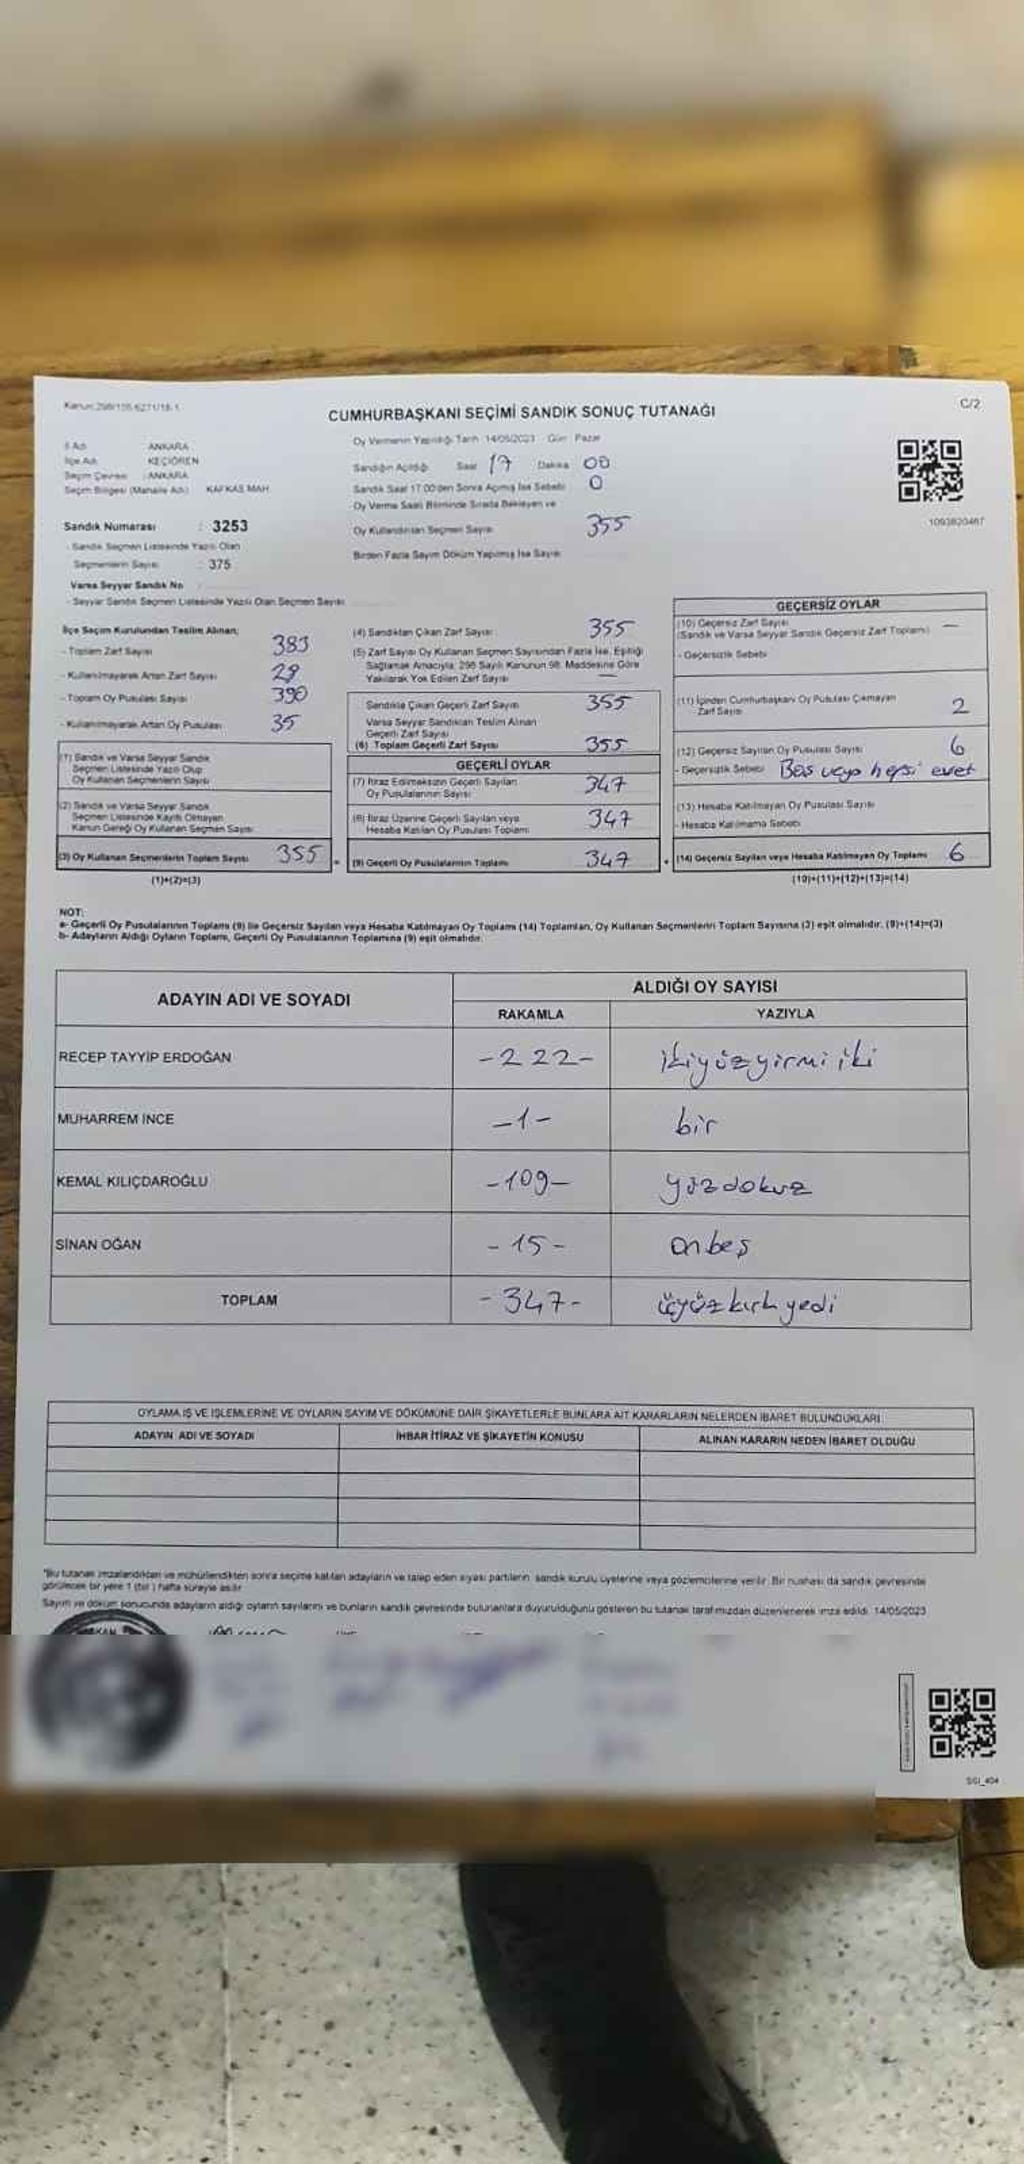 Kanun:298/105-6271/18-1
C/2
CUMHURBAŞKANI SEÇİMİ SANDIK SONUÇ TUTANAĞI
İl Adı : ANKARA
İlçe Adı : KEÇİÖREN
Seçim Çevresi : ANKARA
Seçim Bölgesi (Mahalle Adı) : KAFKAS MAH.
Sandık Numarası : 3253
- Sandık Seçmen Listesinde Yazılı Olan
Seçmenlerin Sayısı : 375
Varsa Seyyar Sandık No
- Seyyar Sandık Seçmen Listesinde Yazılı Olan Seçmen Sayısı
Oy Vermenin Yapıldığı Tarih 14/05/2023 Gün: Pazar
Sandığın Açıldığı Saat 17 Dakika 00
Sandık Saat 17.00'den Sonra Açılmış İse Sebebi 0
Oy Verme Saati Bitiminde Sırada Bekleyen ve
Oy Kullandırılan Seçmen Sayısı 355
Birden Fazla Sayım Döküm Yapılmış İse Sayısı
1093820467
İlçe Seçim Kurulundan Teslim Alınan;
- Toplam Zarf Sayısı 383
- Kullanılmayarak Artan Zarf Sayısı 28
- Toplam Oy Pusulası Sayısı 390
- Kullanılmayarak Artan Oy Pusulası 35
(1) Sandık ve Varsa Seyyar Sandık
Seçmen Listesinde Yazılı Olup
Oy Kullanan Seçmenlerin Sayısı
(2) Sandık ve Varsa Seyyar Sandık
Seçmen Listesinde Kayıtlı Olmayan
Kanun Gereği Oy Kullanan Seçmen Sayısı
(3) Oy Kullanan Seçmenlerin Toplam Sayısı 355
(1)+(2)=(3)
(4) Sandıktan Çıkan Zarf Sayısı 355
(5) Zarf Sayısı Oy Kullanan Seçmen Sayısından Fazla İse, Eşitliği
Sağlamak Amacıyla, 298 Sayılı Kanunun 98. Maddesine Göre
Yakılarak Yok Edilen Zarf Sayısı —
Sandıkta Çıkan Geçerli Zarf Sayısı 355
Varsa Seyyar Sandıktan Teslim Alınan
Geçerli Zarf Sayısı
(6) Toplam Geçerli Zarf Sayısı 355
GEÇERLİ OYLAR
(7) İtiraz Edilmeksizin Geçerli Sayılan
Oy Pusulalarının Sayısı 347
(8) İtiraz Üzerine Geçerli Sayılan veya
Hesaba Katılan Oy Pusulası Toplamı 347
= (9) Geçerli Oy Pusulalarının Toplamı 347
GEÇERSİZ OYLAR
(10) Geçersiz Zarf Sayısı —
(Sandık ve Varsa Seyyar Sandık Geçersiz Zarf Toplamı)
- Geçersizlik Sebebi
(11) İçinden Cumhurbaşkanı Oy Pusulası Çıkmayan
Zarf Sayısı 2
(12) Geçersiz Sayılan Oy Pusulası Sayısı 6
- Geçersizlik Sebebi Bas veya hepsi evet
(13) Hesaba Katılmayan Oy Pusulası Sayısı
- Hesaba Katılmama Sebebi
+ (14) Geçersiz Sayılan veya Hesaba Katılmayan Oy Toplamı 6
(10)+(11)+(12)+(13)=(14)
NOT:
a- Geçerli Oy Pusulalarının Toplamı (9) ile Geçersiz Sayılan veya Hesaba Katılmayan Oy Toplamı (14) Toplamları, Oy Kullanan Seçmenlerin Toplam Sayısına (3) eşit olmalıdır. (9)+(14)=(3)
b- Adayların Aldığı Oyların Toplamı, Geçerli Oy Pusulalarının Toplamına (9) eşit olmalıdır.
ADAYIN ADI VE SOYADI
ALDIĞI OY SAYISI
RAKAMLA YAZIYLA
RECEP TAYYİP ERDOĞAN -222- ikiyüzyirmiiki
MUHARREM İNCE -1- bir
KEMAL KILIÇDAROĞLU -109- yüzdokuz
SİNAN OĞAN -15- onbeş
TOPLAM -347- üçyüzkırkyedi
OYLAMA İŞ VE İŞLEMLERİNE VE OYLARIN SAYIM VE DÖKÜMÜNE DAİR ŞİKAYETLERLE BUNLARA AİT KARARLARIN NELERDEN İBARET BULUNDUKLARI
ADAYIN ADI VE SOYADI İHBAR İTİRAZ VE ŞİKAYETİN KONUSU ALINAN KARARIN NEDEN İBARET OLDUĞU
*Bu tutanak imzalandıktan ve mühürlendikten sonra seçime katılan adayların ve talep eden siyasi partilerin sandık kurulu üyelerine veya gözlemcilerine verilir. Bir nüshası da sandık çevresinde
görülecek bir yere 1 (bir) hafta süreyle asılır.
Sayım ve döküm sonucunda adayların aldığı oyların sayılarını ve bunların sandık çevresinde bulunanlara duyurulduğunu gösteren bu tutanak tarafımızdan düzenlenerek imza edildi. 14/05/2023
SGI_404